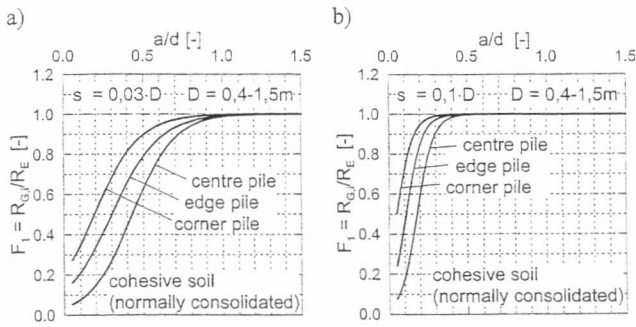 a)
a/d [-]
0.0 0.5 1.0 1.5
1.2
1.0
0.8
0.6
0.4
0.2
0.0
F₁ = R_G,i/R_E [-]
s = 0,03·D D = 0,4-1,5m
centre pile
edge pile
corner pile
cohesive soil
(normally consolidated)
b)
a/d [-]
0.0 0.5 1.0 1.5
1.2
1.0
0.8
0.6
0.4
0.2
0.0
F₁ = R_G,i/R_E [-]
s = 0,1·D D = 0,4-1,5m
centre pile
edge pile
corner pile
cohesive soil
(normally consolidated)